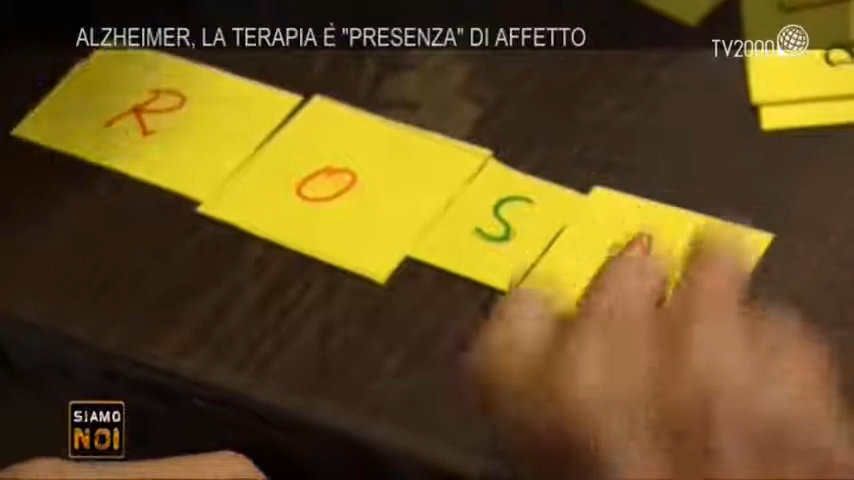 ALZHEIMER, LA TERAPIA È "PRESENZA" DI AFFETTO
TV2000
R O S
SIAMO
NOI